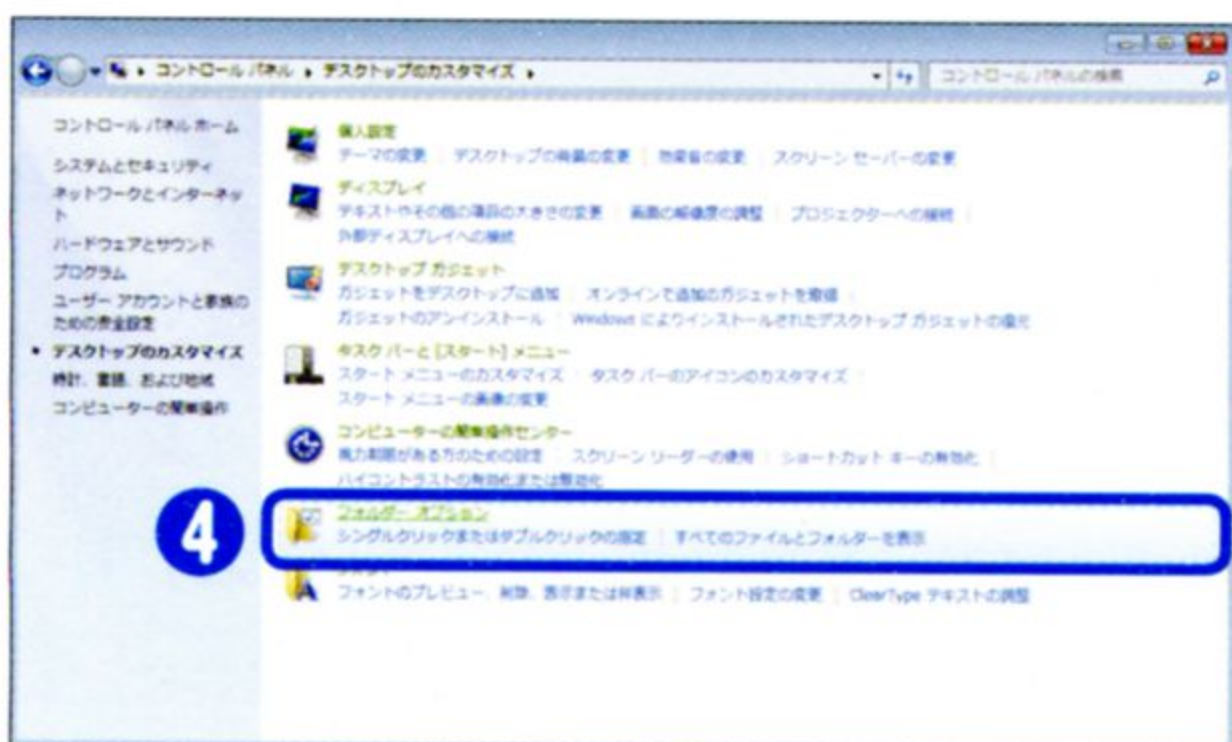 コントロール パネル ▸ デスクトップのカスタマイズ ▸
コントロール パネルの検索
コントロール パネル ホーム
システムとセキュリティ
ネットワークとインターネッ
ト
ハードウェアとサウンド
プログラム
ユーザー アカウントと家族の
ための安全設定
• デスクトップのカスタマイズ
時計、言語、および地域
コンピューターの簡単操作
個人設定
テーマの変更 | デスクトップの背景の変更 | 効果音の変更 | スクリーン セーバーの変更
ディスプレイ
テキストやその他の項目の大きさの変更 | 画面の解像度の調整 | プロジェクターへの接続 |
外部ディスプレイへの接続
デスクトップ ガジェット
ガジェットをデスクトップに追加 | オンラインで追加のガジェットを取得 |
ガジェットのアンインストール | Windows によりインストールされたデスクトップ ガジェットの復元
タスク バーと [スタート] メニュー
スタート メニューのカスタマイズ | タスク バーのアイコンのカスタマイズ |
スタート メニューの画像の変更
コンピューターの簡単操作センター
視力制限がある方のための設定 | スクリーン リーダーの使用 | ショートカット キーの有効化 |
ハイコントラストの有効化または無効化
4
フォルダー オプション
シングルクリックまたはダブルクリックの指定 | すべてのファイルとフォルダーを表示
フォントのプレビュー、削除、表示または非表示 | フォント設定の変更 | ClearType テキストの調整